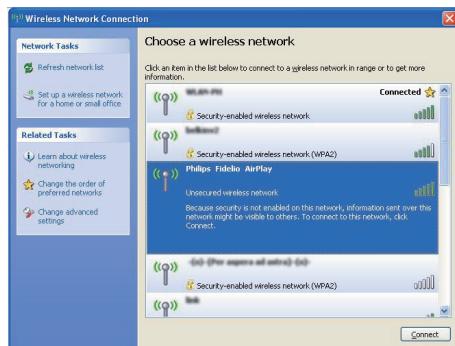 Wireless Network Connection
Network Tasks
Refresh network list
Set up a wireless network
for a home or small office
Related Tasks
Learn about wireless
networking
Change the order of
preferred networks
Change advanced
settings
Choose a wireless network
Click an item in the list below to connect to a wireless network in range or to get more
information.
Connected
Security-enabled wireless network
Security-enabled wireless network (WPA2)
Philips Fidelio AirPlay
Unsecured wireless network
Because security is not enabled on this network, information sent over this
network might be visible to others. To connect to this network, click
Connect.
Security-enabled wireless network (WPA2)
Connect